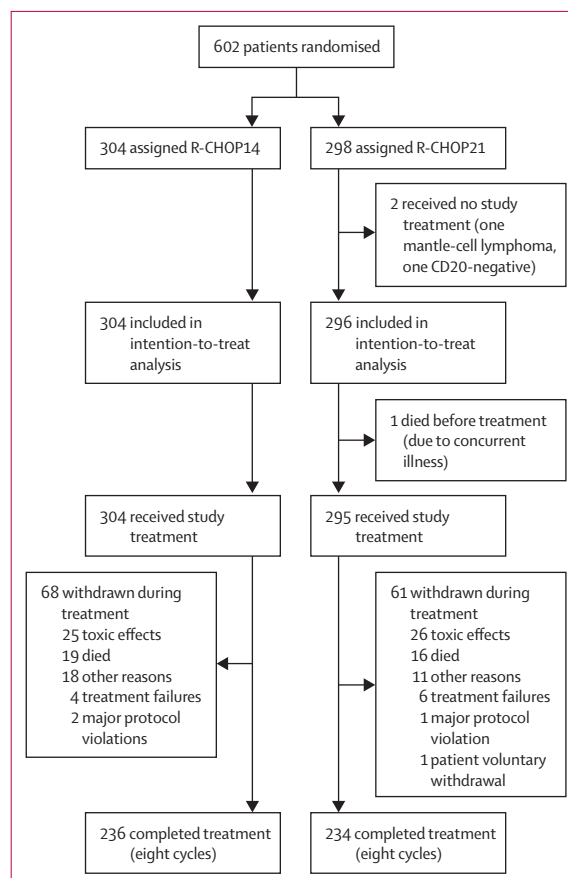 602 patients randomised
304 assigned R-CHOP14
298 assigned R-CHOP21
2 received no study
treatment (one
mantle-cell lymphoma,
one CD20-negative)
304 included in
intention-to-treat
analysis
296 included in
intention-to-treat
analysis
1 died before treatment
(due to concurrent
illness)
304 received study
treatment
295 received study
treatment
68 withdrawn during
treatment
25 toxic effects
19 died
18 other reasons
4 treatment failures
2 major protocol
violations
61 withdrawn during
treatment
26 toxic effects
16 died
11 other reasons
6 treatment failures
1 major protocol
violation
1 patient voluntary
withdrawal
236 completed treatment
(eight cycles)
234 completed treatment
(eight cycles)